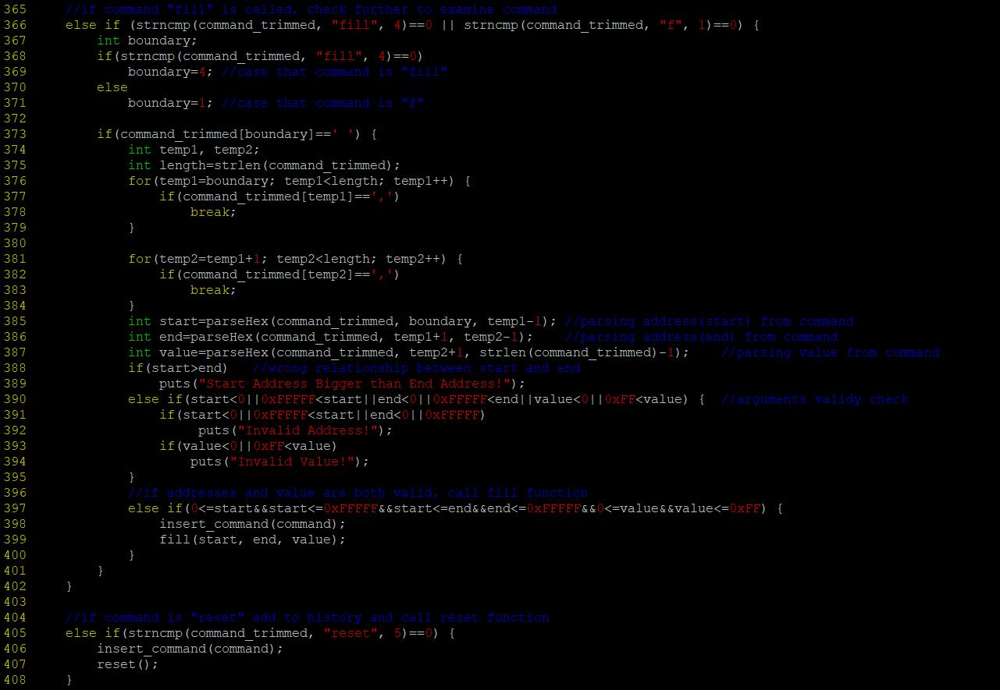 365     //if command "fill" is called, check further to examine command
366     else if (strncmp(command_trimmed, "fill", 4)==0 || strncmp(command_trimmed, "f", 1)==0) {
367         int boundary;
368         if(strncmp(command_trimmed, "fill", 4)==0)
369             boundary=4; //case that command is "fill"
370         else
371             boundary=1; //case that command is "f"
372
373         if(command_trimmed[boundary]==' ') {
374             int temp1, temp2;
375             int length=strlen(command_trimmed);
376             for(temp1=boundary; temp1<length; temp1++) {
377                 if(command_trimmed[temp1]==',')
378                     break;
379             }
380
381             for(temp2=temp1+1; temp2<length; temp2++) {
382                 if(command_trimmed[temp2]==',')
383                     break;
384             }
385             int start=parseHex(command_trimmed, boundary, temp1-1); //parsing address(start) from command
386             int end=parseHex(command_trimmed, temp1+1, temp2-1);    //parsing address(end) from command
387             int value=parseHex(command_trimmed, temp2+1, strlen(command_trimmed)-1);    //parsing value from command
388             if(start>end)   //wrong relationship between start and end
389                 puts("Start Address Bigger than End Address!");
390             else if(start<0||0xFFFFF<start||end<0||0xFFFFF<end||value<0||0xFF<value) {  //arguments validy check
391                 if(start<0||0xFFFFF<start||end<0||0xFFFFF)
392                      puts("Invalid Address!");
393                 if(value<0||0xFF<value)
394                     puts("Invalid Value!");
395             }
396             //if addresses and value are both valid, call fill function
397             else if(0<=start&&start<=0xFFFFF&&start<=end&&end<=0xFFFFF&&0<=value&&value<=0xFF) {
398                 insert_command(command);
399                 fill(start, end, value);
400             }
401         }
402     }
403
404     //if command is "reset" add to history and call reset function
405     else if(strncmp(command_trimmed, "reset", 5)==0) {
406         insert_command(command);
407         reset();
408     }